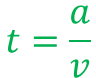 t = a/v